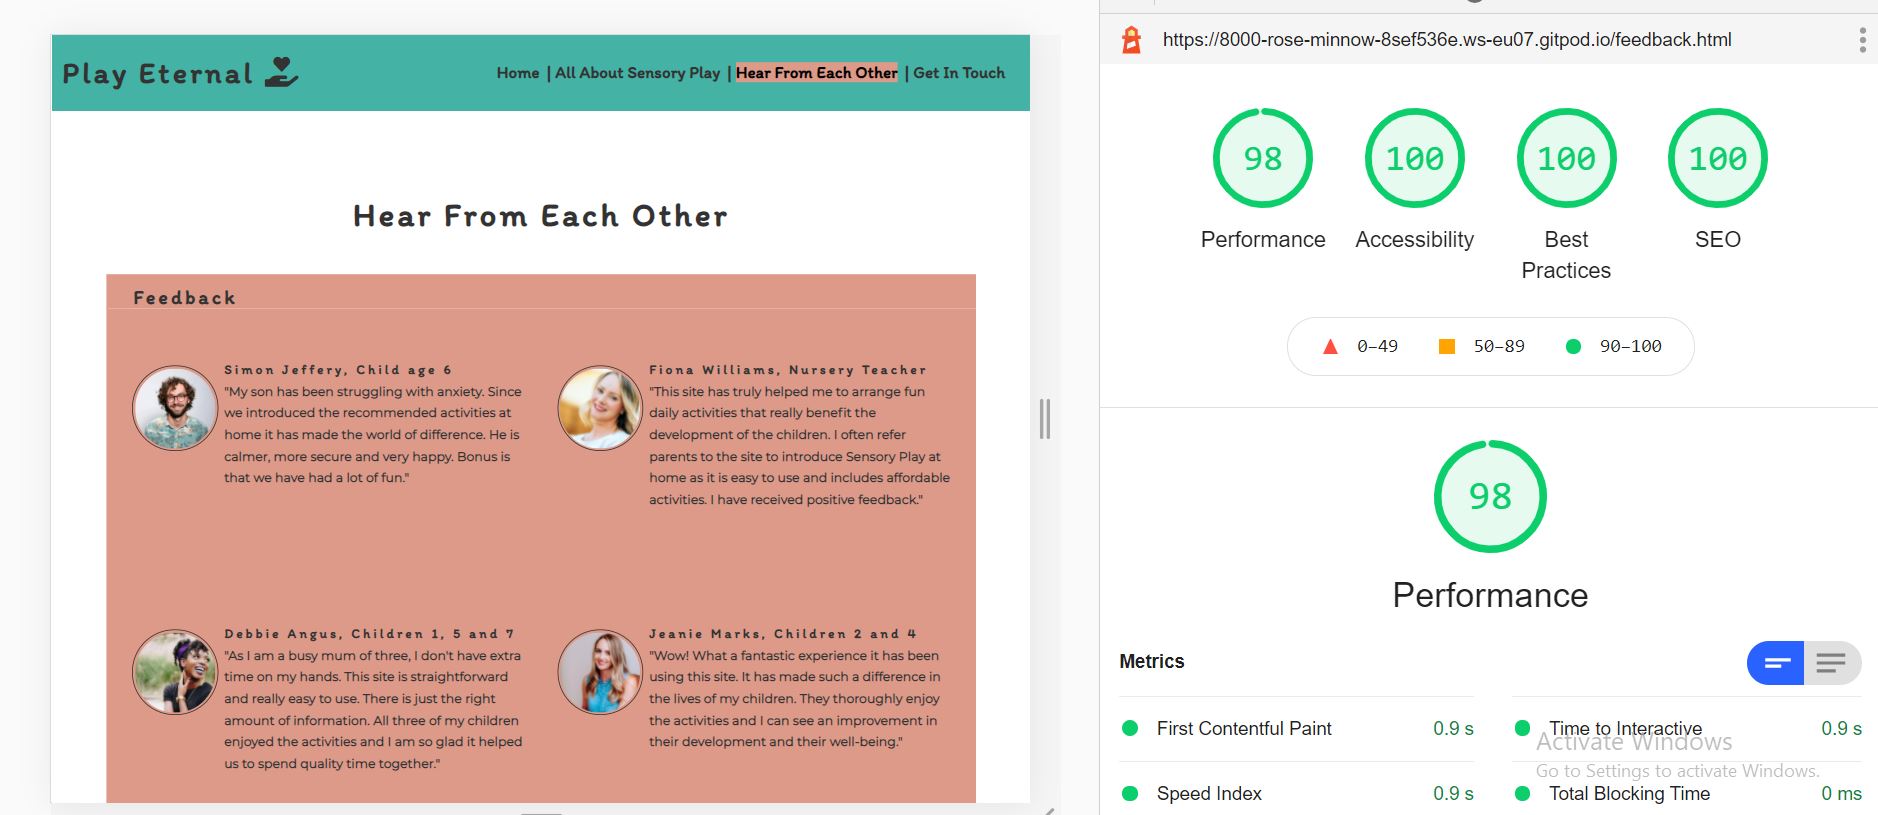 Play Eternal
Home | All About Sensory Play | Hear From Each Other | Get In Touch
Hear From Each Other
Feedback
Simon Jeffery, Child age 6
"My son has been struggling with anxiety. Since
we introduced the recommended activities at
home it has made the world of difference. He is
calmer, more secure and very happy. Bonus is
that we have had a lot of fun."
Fiona Williams, Nursery Teacher
"This site has truly helped me to arrange fun
daily activities that really benefit the
development of the children. I often refer
parents to the site to introduce Sensory Play at
home as it is easy to use and includes affordable
activities. I have received positive feedback."
Debbie Angus, Children 1, 5 and 7
"As I am a busy mum of three, I don't have extra
time on my hands. This site is straightforward
and really easy to use. There is just the right
amount of information. All three of my children
enjoyed the activities and I am so glad it helped
us to spend quality time together."
Jeanie Marks, Children 2 and 4
"Wow! What a fantastic experience it has been
using this site. It has made such a difference in
the lives of my children. They thoroughly enjoy
the activities and I can see an improvement in
their development and their well-being."
https://8000-rose-minnow-8sef536e.ws-eu07.gitpod.io/feedback.html
98
Performance
100
Accessibility
100
Best
Practices
100
SEO
0–49
50–89
90–100
98
Performance
Metrics
First Contentful Paint 0.9 s
Time to Interactive 0.9 s
Speed Index 0.9 s
Total Blocking Time 0 ms
Activate Windows
Go to Settings to activate Windows.